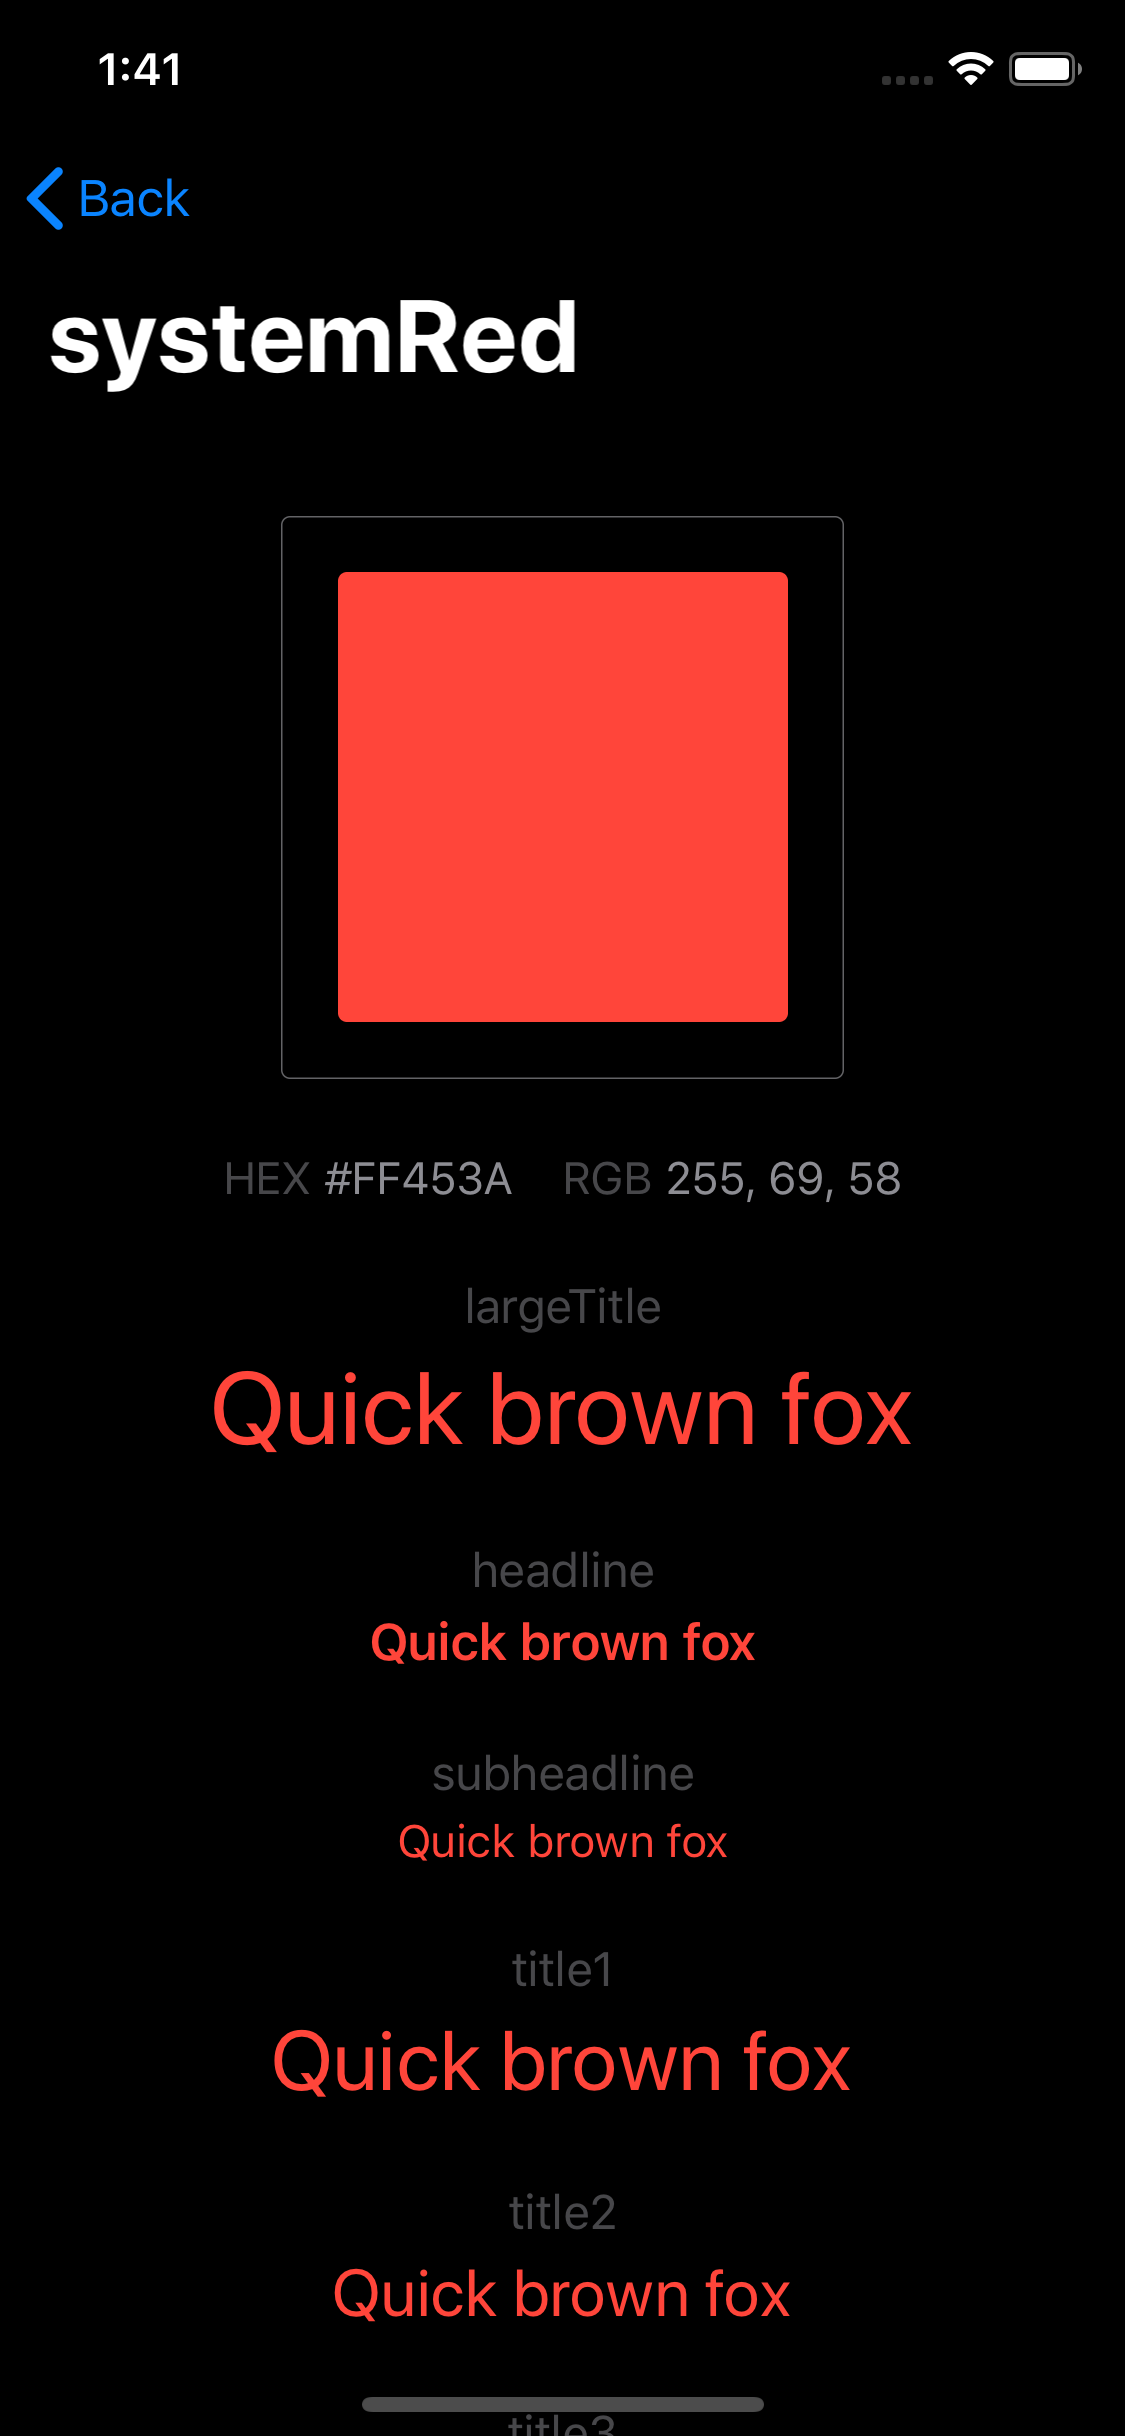 1:41
Back
systemRed
HEX #FF453A RGB 255, 69, 58
largeTitle
Quick brown fox
headline
Quick brown fox
subheadline
Quick brown fox
title1
Quick brown fox
title2
Quick brown fox
title3